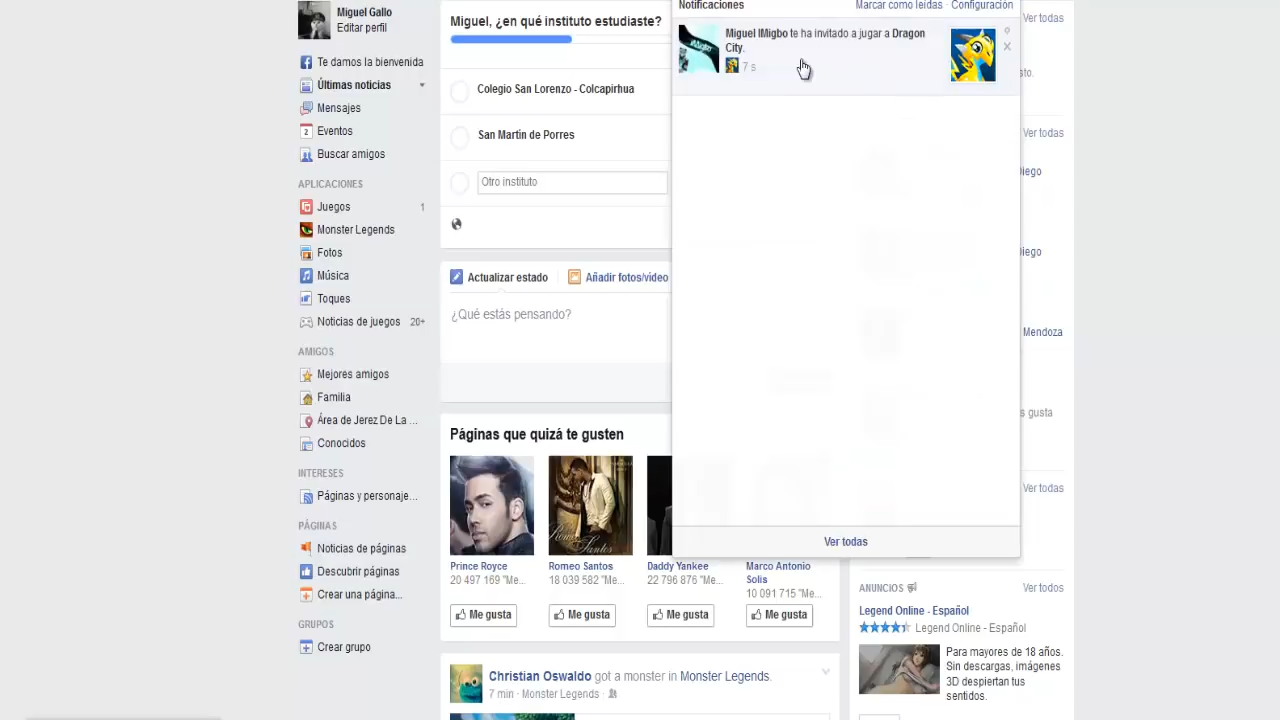 Miguel Gallo
Editar perfil
Te damos la bienvenida
Últimas noticias
Mensajes
2 Eventos
Buscar amigos
APLICACIONES
Juegos 1
Monster Legends
Fotos
Música
Toques
Noticias de juegos 20+
AMIGOS
Mejores amigos
Familia
Área de Jerez De La ...
Conocidos
INTERESES
Páginas y personaje...
PÁGINAS
Noticias de páginas
Descubrir páginas
Crear una página...
GRUPOS
Crear grupo
Miguel, ¿en qué instituto estudiaste?
Colegio San Lorenzo - Colcapirhua
San Martín de Porres
Otro instituto
Actualizar estado
Añadir fotos/video
¿Qué estás pensando?
Páginas que quizá te gusten
Prince Royce
20 497 169 "Me...
Me gusta
Romeo Santos
18 039 582 "Me...
Me gusta
Daddy Yankee
22 796 876 "Me...
Me gusta
Marco Antonio
Solis
10 091 715 "Me...
Me gusta
Christian Oswaldo got a monster in Monster Legends.
7 min · Monster Legends ·
Notificaciones
Marcar como leídas · Configuración
Miguel IMigbo te ha invitado a jugar a Dragon
City.
7 s
Ver todas
Ver todas
sto.
Ver todas
Diego
Diego
Mendoza
s gusta
Ver todas
ANUNCIOS
Ver todos
Legend Online - Español
Legend Online - Español
Para mayores de 18 años.
Sin descargas, imágenes
3D despiertan tus
sentidos.